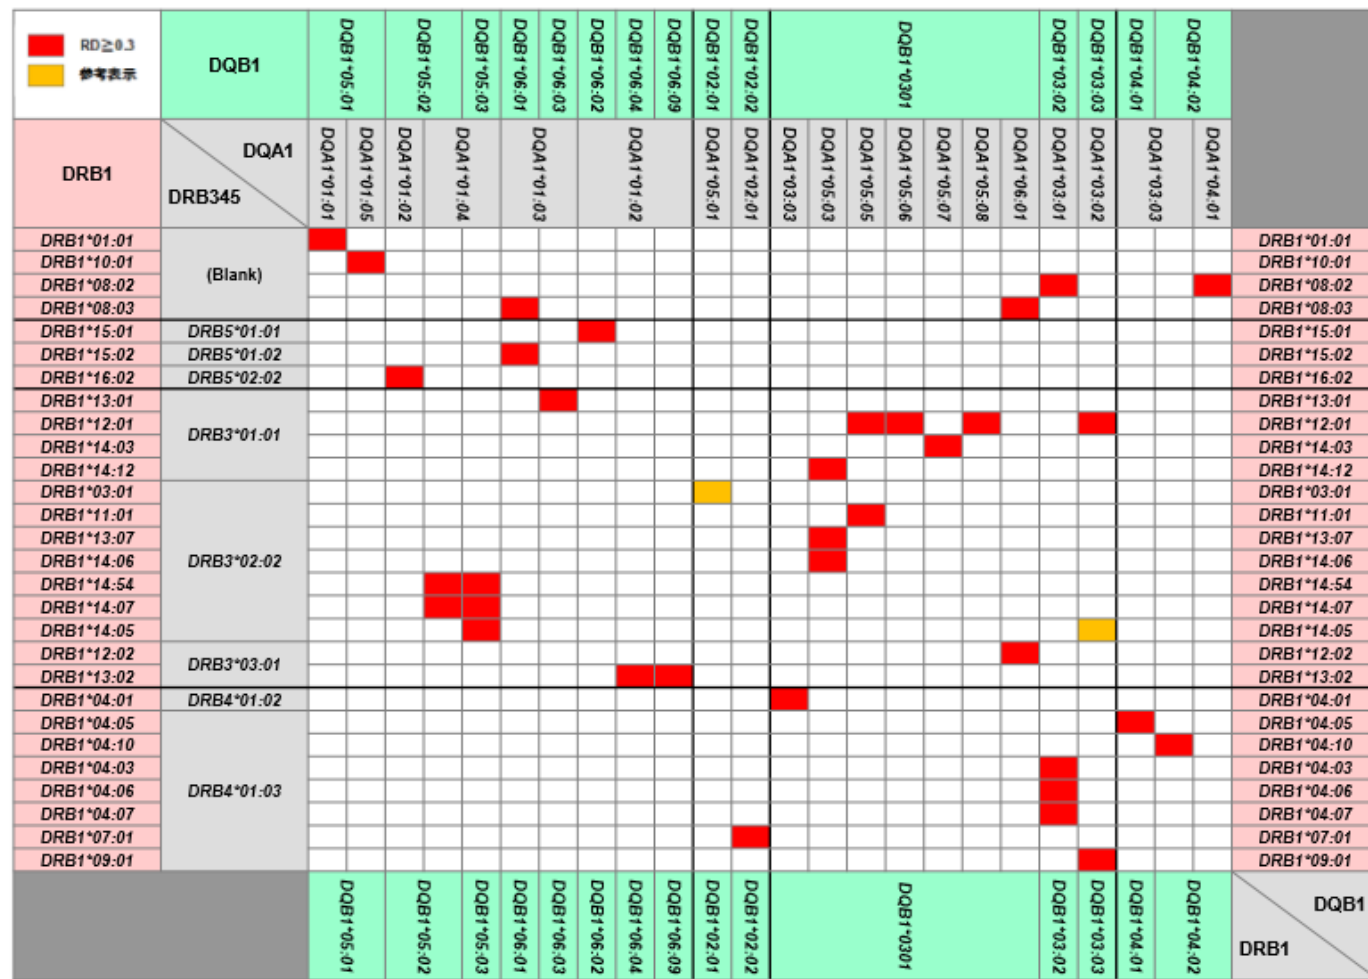 RD≧0.3
参考表示
DQB1
DQB1*05:01
DQB1*05:02
DQB1*05:03
DQB1*06:01
DQB1*06:03
DQB1*06:02
DQB1*06:04
DQB1*06:09
DQB1*02:01
DQB1*02:02
DQB1*0301
DQB1*03:02
DQB1*03:03
DQB1*04:01
DQB1*04:02
DRB1
DQA1
DRB345
DQA1*01:01
DQA1*01:05
DQA1*01:02
DQA1*01:04
DQA1*01:03
DQA1*01:02
DQA1*05:01
DQA1*02:01
DQA1*03:03
DQA1*05:03
DQA1*05:05
DQA1*05:06
DQA1*05:07
DQA1*05:08
DQA1*06:01
DQA1*03:01
DQA1*03:02
DQA1*03:03
DQA1*04:01
DRB1*01:01 (Blank) DRB1*01:01
DRB1*10:01 DRB1*10:01
DRB1*08:02 DRB1*08:02
DRB1*08:03 DRB1*08:03
DRB1*15:01 DRB5*01:01 DRB1*15:01
DRB1*15:02 DRB5*01:02 DRB1*15:02
DRB1*16:02 DRB5*02:02 DRB1*16:02
DRB1*13:01 DRB3*01:01 DRB1*13:01
DRB1*12:01 DRB1*12:01
DRB1*14:03 DRB1*14:03
DRB1*14:12 DRB1*14:12
DRB1*03:01 DRB3*02:02 DRB1*03:01
DRB1*11:01 DRB1*11:01
DRB1*13:07 DRB1*13:07
DRB1*14:06 DRB1*14:06
DRB1*14:54 DRB1*14:54
DRB1*14:07 DRB1*14:07
DRB1*14:05 DRB1*14:05
DRB1*12:02 DRB3*03:01 DRB1*12:02
DRB1*13:02 DRB1*13:02
DRB1*04:01 DRB4*01:02 DRB1*04:01
DRB1*04:05 DRB4*01:03 DRB1*04:05
DRB1*04:10 DRB1*04:10
DRB1*04:03 DRB1*04:03
DRB1*04:06 DRB1*04:06
DRB1*04:07 DRB1*04:07
DRB1*07:01 DRB1*07:01
DRB1*09:01 DRB1*09:01
DQB1*05:01
DQB1*05:02
DQB1*05:03
DQB1*06:01
DQB1*06:03
DQB1*06:02
DQB1*06:04
DQB1*06:09
DQB1*02:01
DQB1*02:02
DQB1*0301
DQB1*03:02
DQB1*03:03
DQB1*04:01
DQB1*04:02
DQB1
DRB1